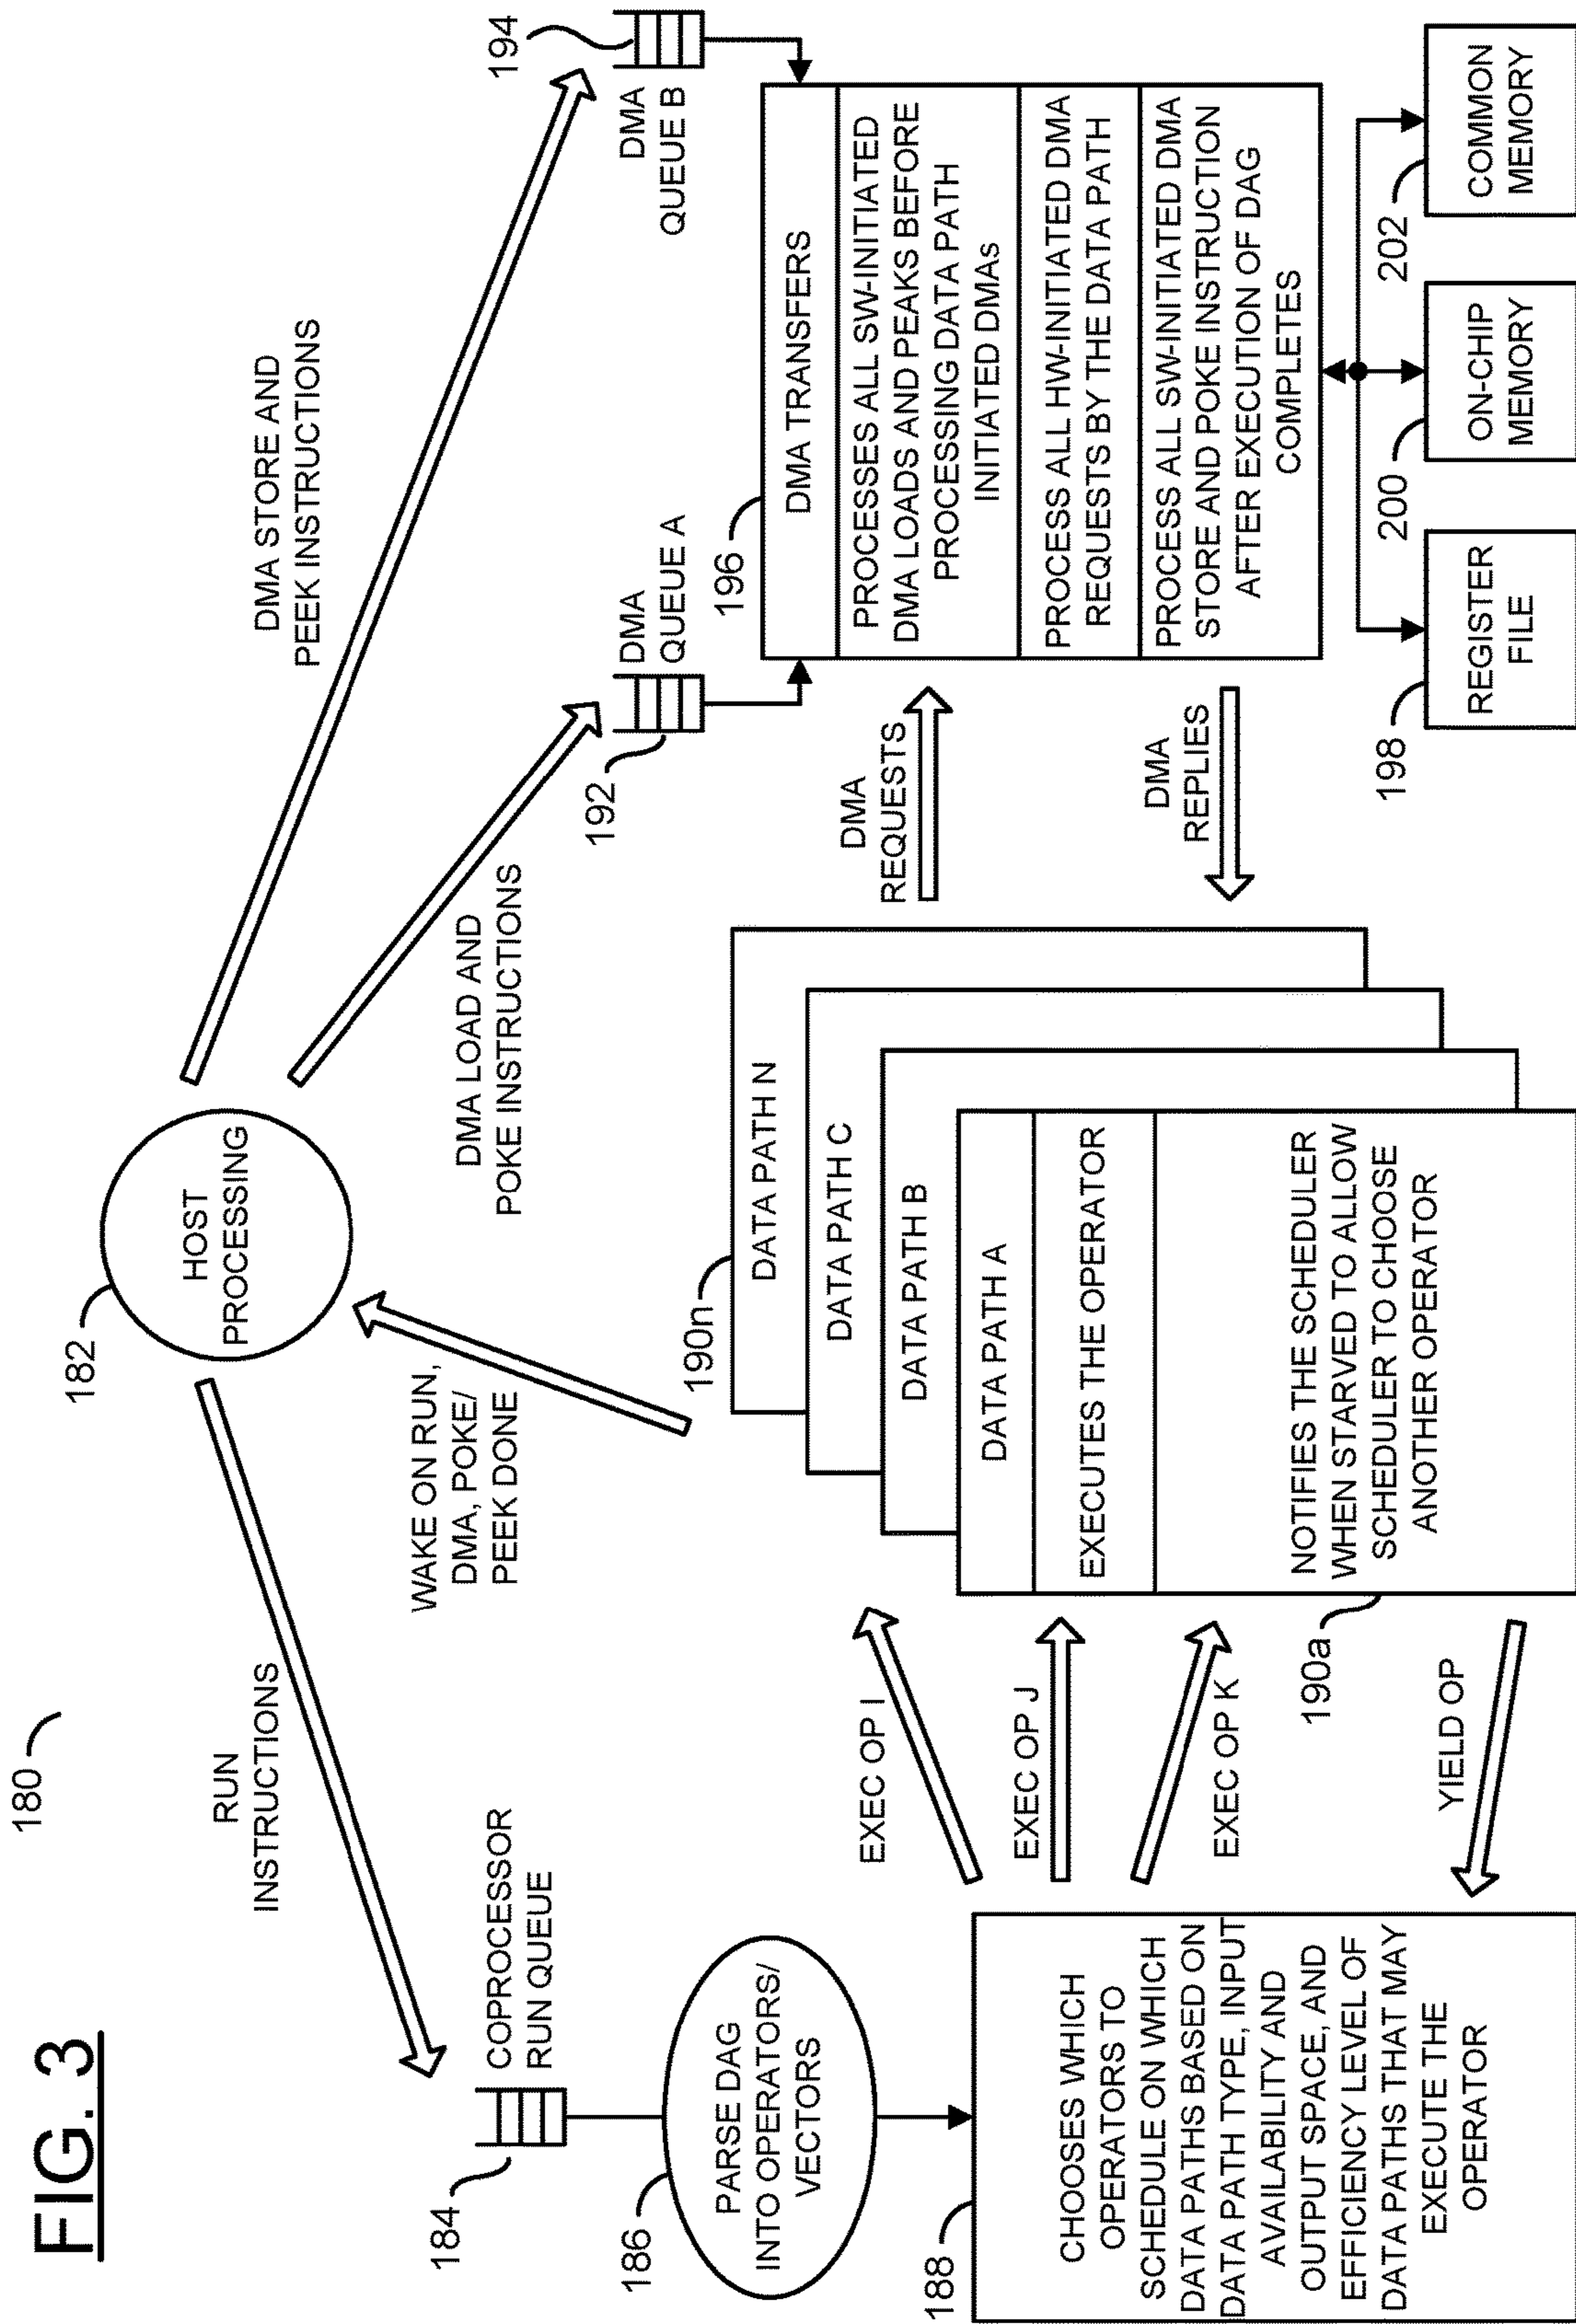 FIG. 3
180
182
HOST
PROCESSING
RUN
INSTRUCTIONS
WAKE ON RUN,
DMA, POKE/
PEEK DONE
DMA LOAD AND
POKE INSTRUCTIONS
DMA STORE AND
PEEK INSTRUCTIONS
184
COPROCESSOR
RUN QUEUE
186
PARSE DAG
INTO OPERATORS/
VECTORS
188
CHOOSES WHICH
OPERATORS TO
SCHEDULE ON WHICH
DATA PATHS BASED ON
DATA PATH TYPE, INPUT
AVAILABILITY AND
OUTPUT SPACE, AND
EFFICIENCY LEVEL OF
DATA PATHS THAT MAY
EXECUTE THE
OPERATOR
EXEC OP I
EXEC OP J
EXEC OP K
YIELD OP
190n
DATA PATH N
DATA PATH C
DATA PATH B
DATA PATH A
EXECUTES THE OPERATOR
NOTIFIES THE SCHEDULER
WHEN STARVED TO ALLOW
SCHEDULER TO CHOOSE
ANOTHER OPERATOR
190a
DMA
REQUESTS
DMA
REPLIES
192
DMA
QUEUE A
194
DMA
QUEUE B
196
DMA TRANSFERS
PROCESSES ALL SW-INITIATED
DMA LOADS AND PEAKS BEFORE
PROCESSING DATA PATH
INITIATED DMAs
PROCESS ALL HW-INITIATED DMA
REQUESTS BY THE DATA PATH
PROCESS ALL SW-INITIATED DMA
STORE AND POKE INSTRUCTION
AFTER EXECUTION OF DAG
COMPLETES
198
REGISTER
FILE
200
ON-CHIP
MEMORY
202
COMMON
MEMORY